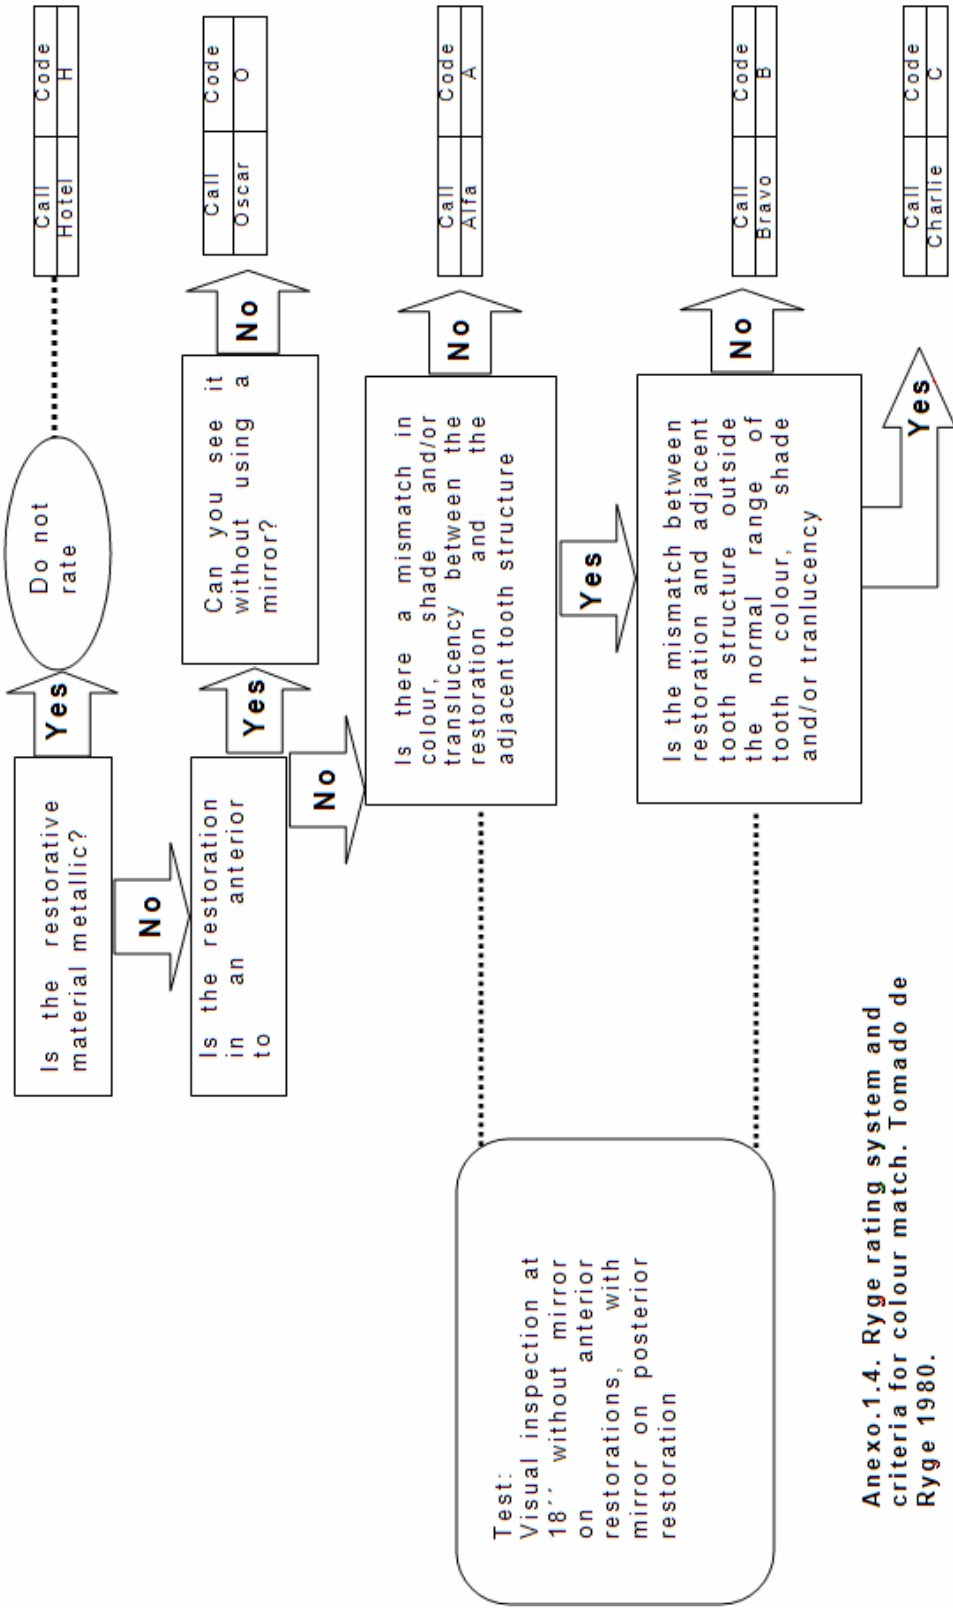 Is the restorative
material metallic?
Yes
Do not
rate
Call Code
Hotel H
No
Is the restoration
in an anterior
to
Yes
Can you see it
without using a
mirror?
No
Call Code
Oscar O
No
Is there a mismatch in
colour, shade and/or
translucency between the
restoration and the
adjacent tooth structure
No
Call Code
Alfa A
Yes
Is the mismatch between
restoration and adjacent
tooth structure outside
the normal range of
tooth colour, shade
and/or tranlucency
No
Call Code
Bravo B
Yes
Call Code
Charlie C
Test:
Visual inspection at
18´´ without mirror
on anterior
restorations, with
mirror on posterior
restoration
Anexo.1.4. Ryge rating system and
criteria for colour match. Tomado de
Ryge 1980.